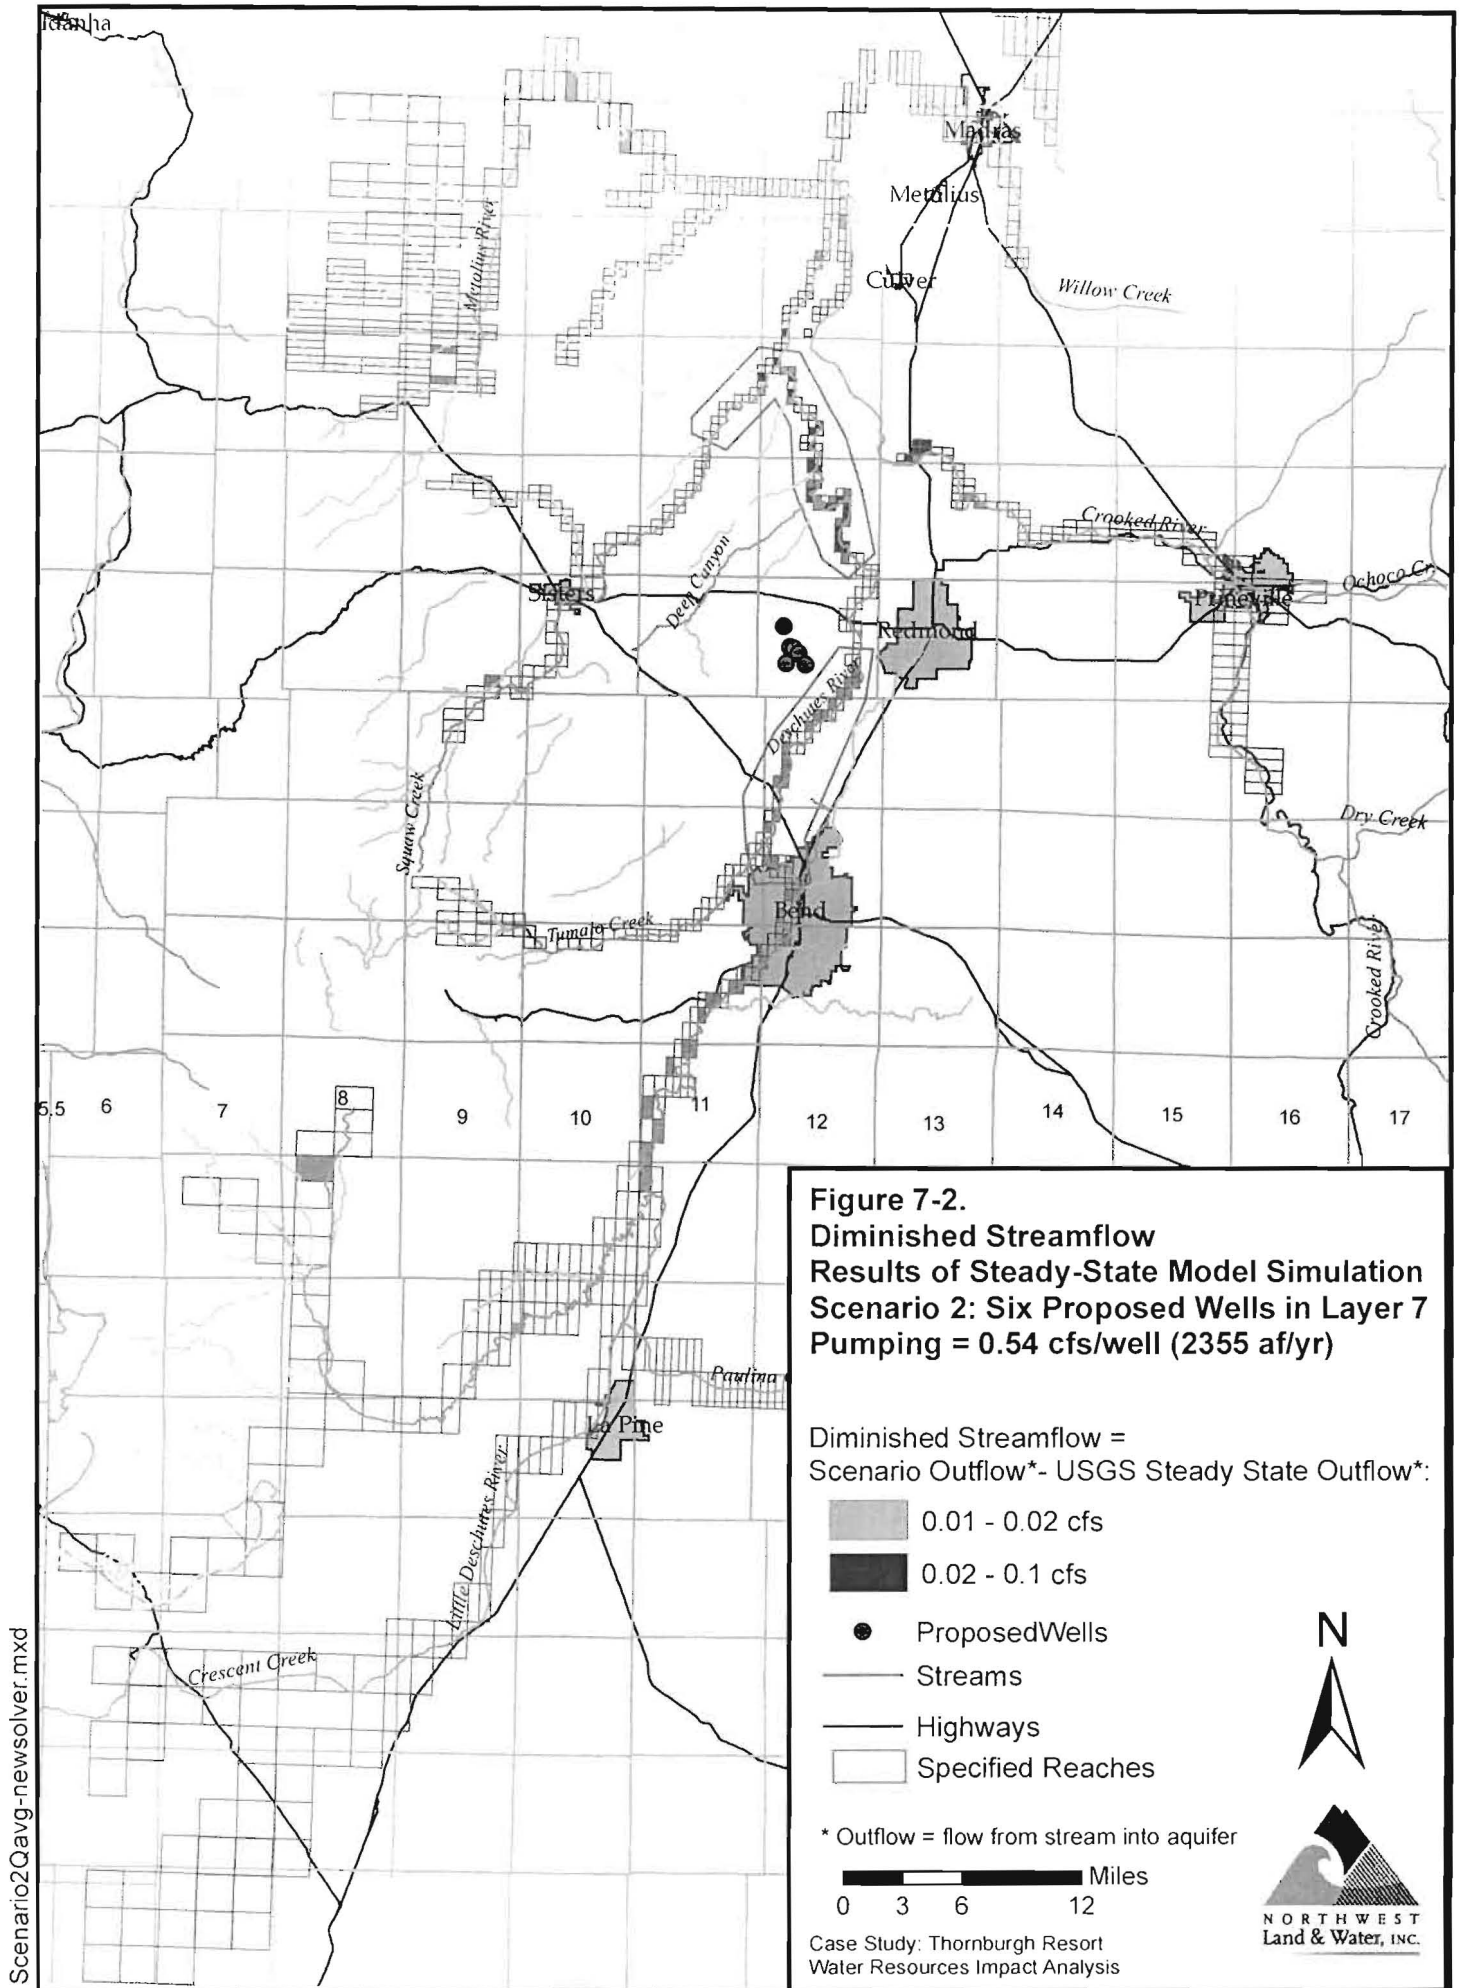 Idanha
Madras
Metolius
Culver
Willow Creek
Metolius River
Crooked River
Ochoco Cr.
Prineville
Deep Canyon
Sisters
Redmond
Deschutes River
Squaw Creek
Dry Creek
Tumalo Creek
Bend
Crooked River
5.5 6 7 8 9 10 11 12 13 14 15 16 17
Paulina
La Pine
Little Deschutes River
Crescent Creek
Figure 7-2.
Diminished Streamflow
Results of Steady-State Model Simulation
Scenario 2: Six Proposed Wells in Layer 7
Pumping = 0.54 cfs/well (2355 af/yr)
Diminished Streamflow =
Scenario Outflow*- USGS Steady State Outflow*:
0.01 - 0.02 cfs
0.02 - 0.1 cfs
ProposedWells
Streams
Highways
Specified Reaches
N
* Outflow = flow from stream into aquifer
Miles
0 3 6 12
Case Study: Thornburgh Resort
Water Resources Impact Analysis
NORTHWEST
Land & Water, INC.
Scenario2Qavg-newsolver.mxd